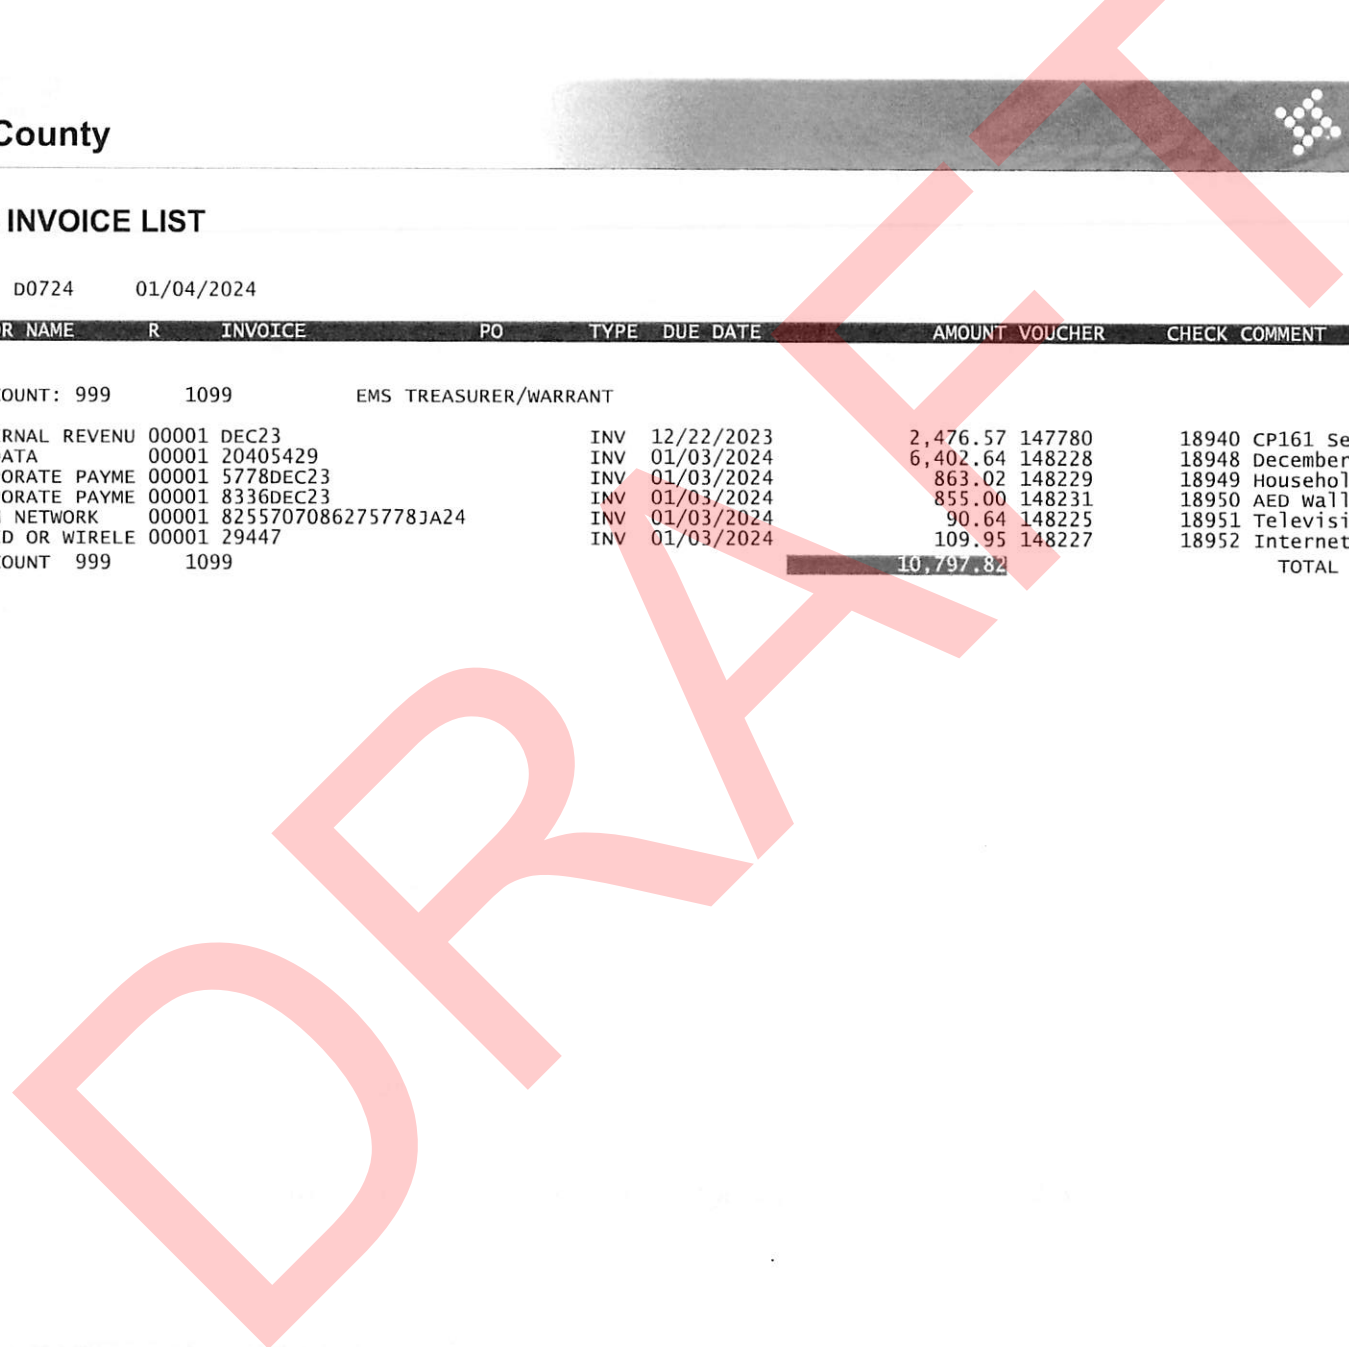 County
INVOICE LIST
D0724 01/04/2024
R NAME R INVOICE PO TYPE DUE DATE AMOUNT VOUCHER CHECK COMMENT
OUNT: 999 1099 EMS TREASURER/WARRANT
RNAL REVENU 00001 DEC23 INV 12/22/2023 2,476.57 147780 18940 CP161 Se
ATA 00001 20405429 INV 01/03/2024 6,402.64 148228 18948 December
ORATE PAYME 00001 5778DEC23 INV 01/03/2024 863.02 148229 18949 Househol
ORATE PAYME 00001 8336DEC23 INV 01/03/2024 855.00 148231 18950 AED Wall
NETWORK 00001 8255707086275778JA24 INV 01/03/2024 90.64 148225 18951 Televisi
D OR WIRELE 00001 29447 INV 01/03/2024 109.95 148227 18952 Internet
OUNT 999 1099 10,797.82 TOTAL
DRAFT